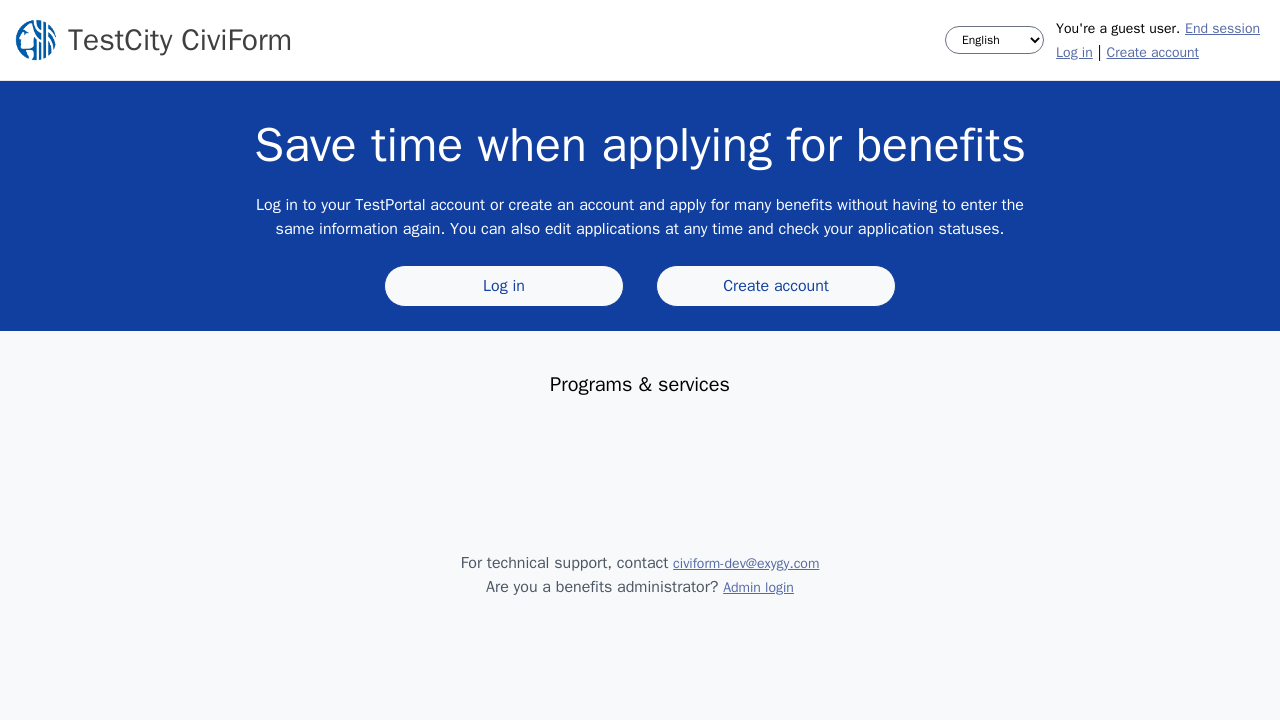 TestCity CiviForm
English
You're a guest user. End session
Log in | Create account
Save time when applying for benefits
Log in to your TestPortal account or create an account and apply for many benefits without having to enter the
same information again. You can also edit applications at any time and check your application statuses.
Log in
Create account
Programs & services
For technical support, contact civiform-dev@exygy.com
Are you a benefits administrator? Admin login